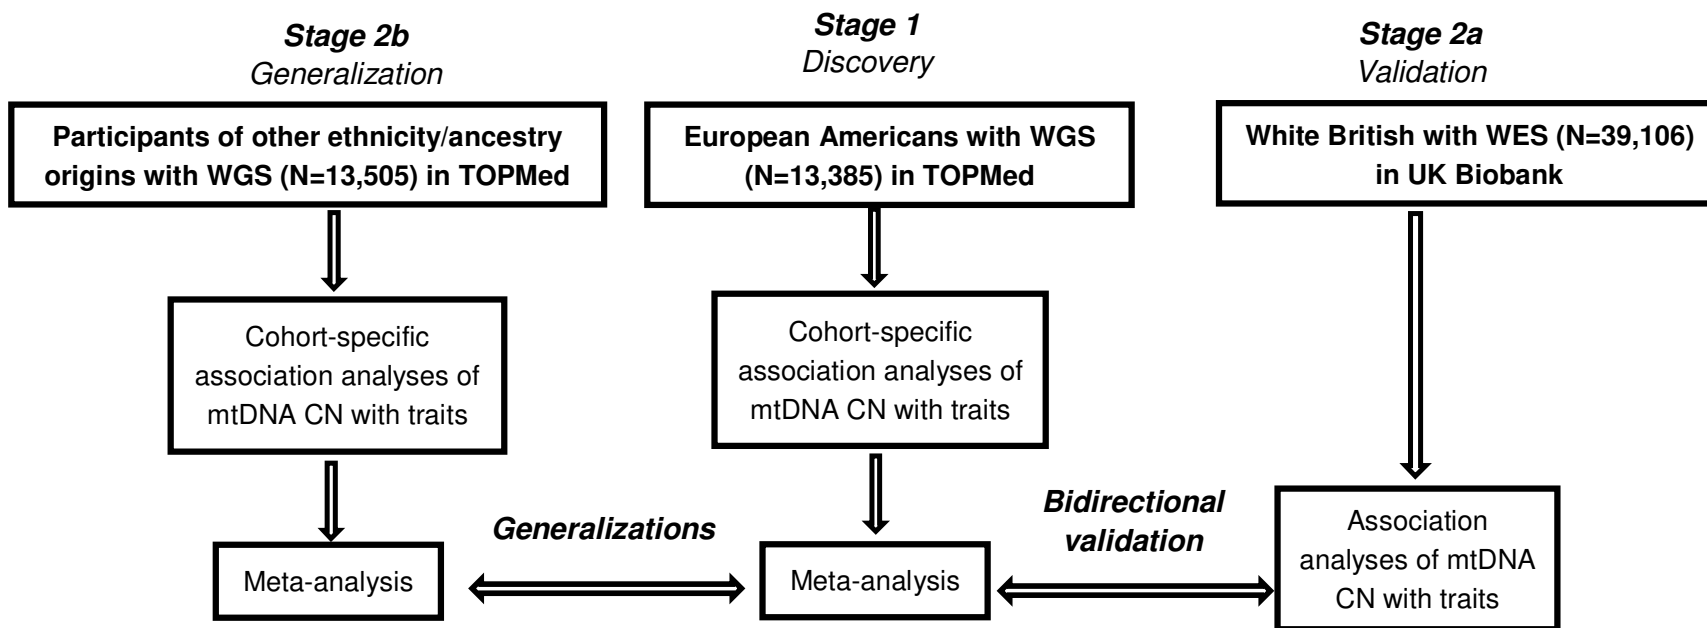 Stage 2b
Generalization
Stage 1
Discovery
Stage 2a
Validation
Participants of other ethnicity/ancestry
origins with WGS (N=13,505) in TOPMed
European Americans with WGS
(N=13,385) in TOPMed
White British with WES (N=39,106)
in UK Biobank
Cohort-specific
association analyses of
mtDNA CN with traits
Cohort-specific
association analyses of
mtDNA CN with traits
Meta-analysis
Generalizations
Meta-analysis
Bidirectional
validation
Association
analyses of mtDNA
CN with traits